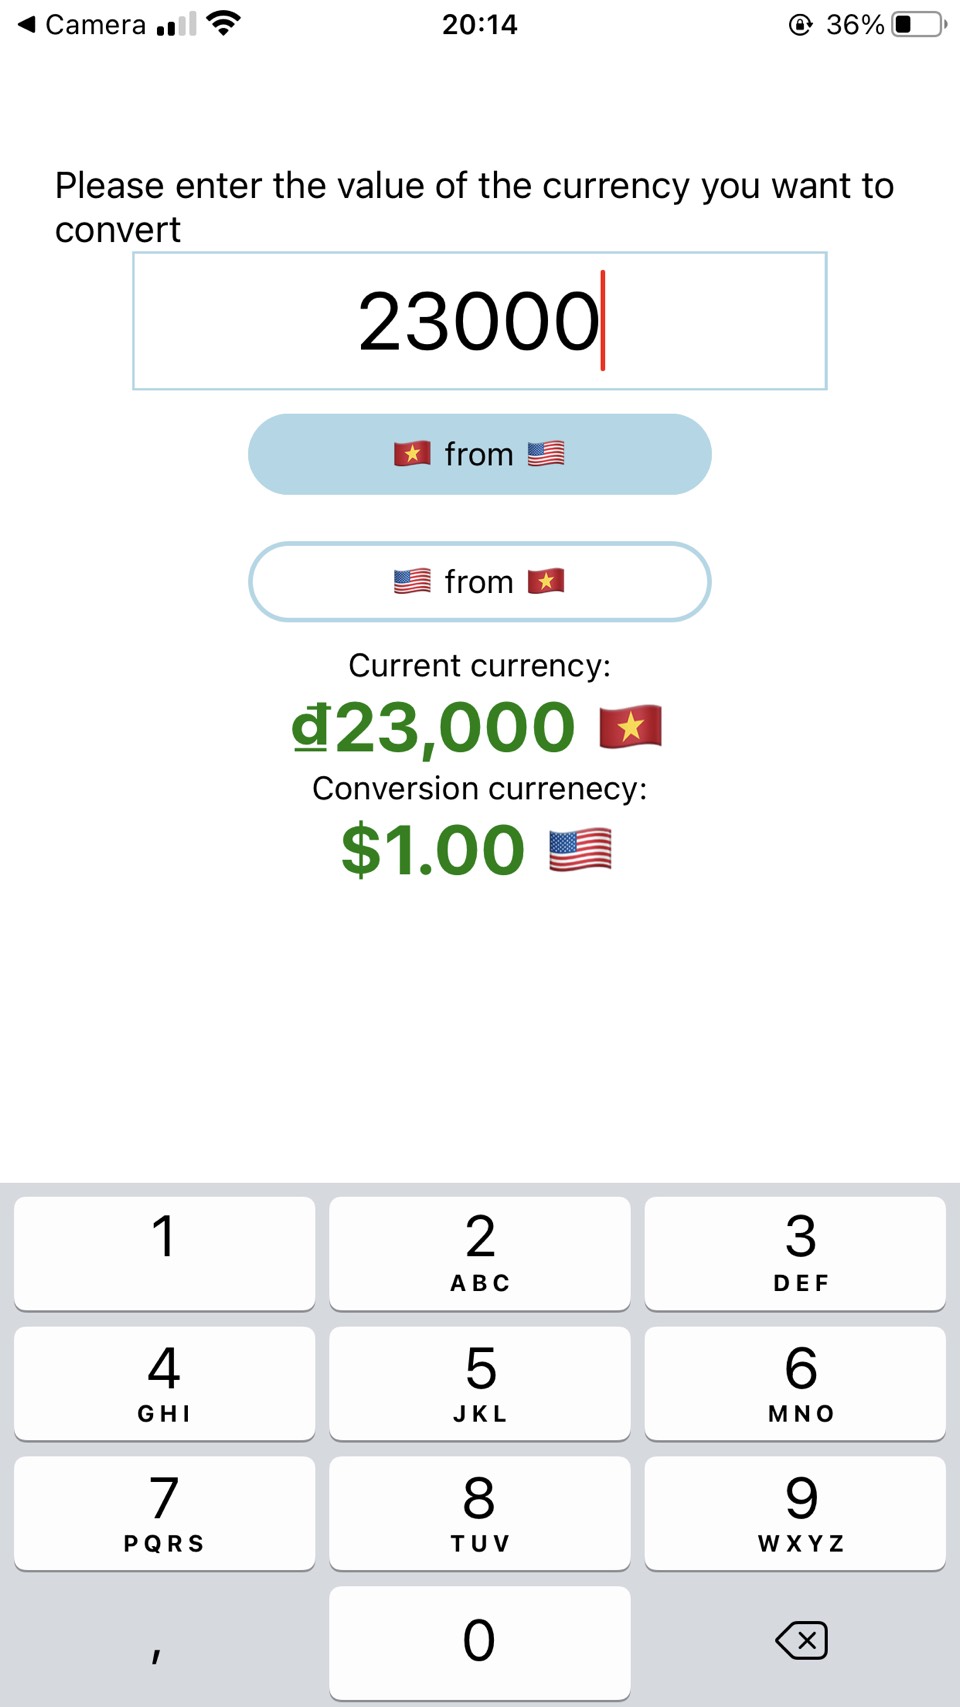 Camera 20:14 36%
Please enter the value of the currency you want to
convert
23000
🇻🇳 from 🇺🇸
🇺🇸 from 🇻🇳
Current currency:
₫23,000 🇻🇳
Conversion currenecy:
$1.00 🇺🇸
1 2 3
ABC DEF
4 5 6
GHI JKL MNO
7 8 9
PQRS TUV WXYZ
, 0